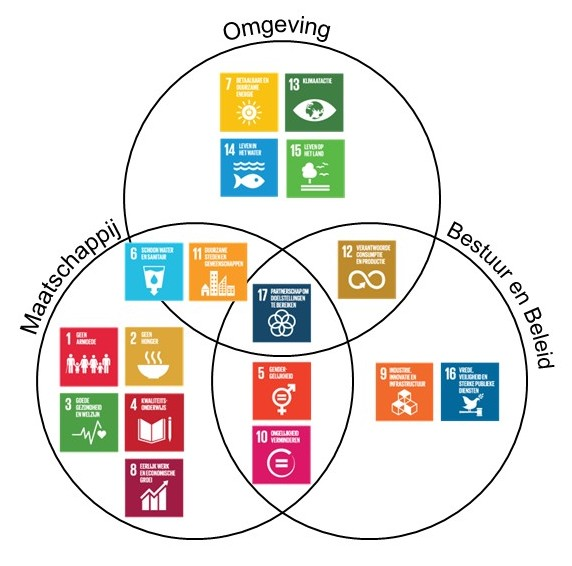 Omgeving
7 BETAALBARE EN
DUURZAME
ENERGIE
13 KLIMAATACTIE
14 LEVEN IN
HET WATER
15 LEVEN OP
HET LAND
Maatschappij
Bestuur en Beleid
6 SCHOON WATER
EN SANITAIR
11 DUURZAME
STEDEN EN
GEMEENSCHAPPEN
12 VERANTWOORDE
CONSUMPTIE
EN PRODUCTIE
17 PARTNERSCHAP OM
DOELSTELLINGEN
TE BEREIKEN
1 GEEN
ARMOEDE
2 GEEN
HONGER
5 GENDER-
GELIJKHEID
9 INDUSTRIE,
INNOVATIE EN
INFRASTRUCTUUR
16 VREDE,
VEILIGHEID EN
STERKE PUBLIEKE
DIENSTEN
3 GOEDE
GEZONDHEID
EN WELZIJN
4 KWALITEITS-
ONDERWIJS
10 ONGELIJKHEID
VERMINDEREN
8 EERLIJK WERK
EN ECONOMISCHE
GROEI